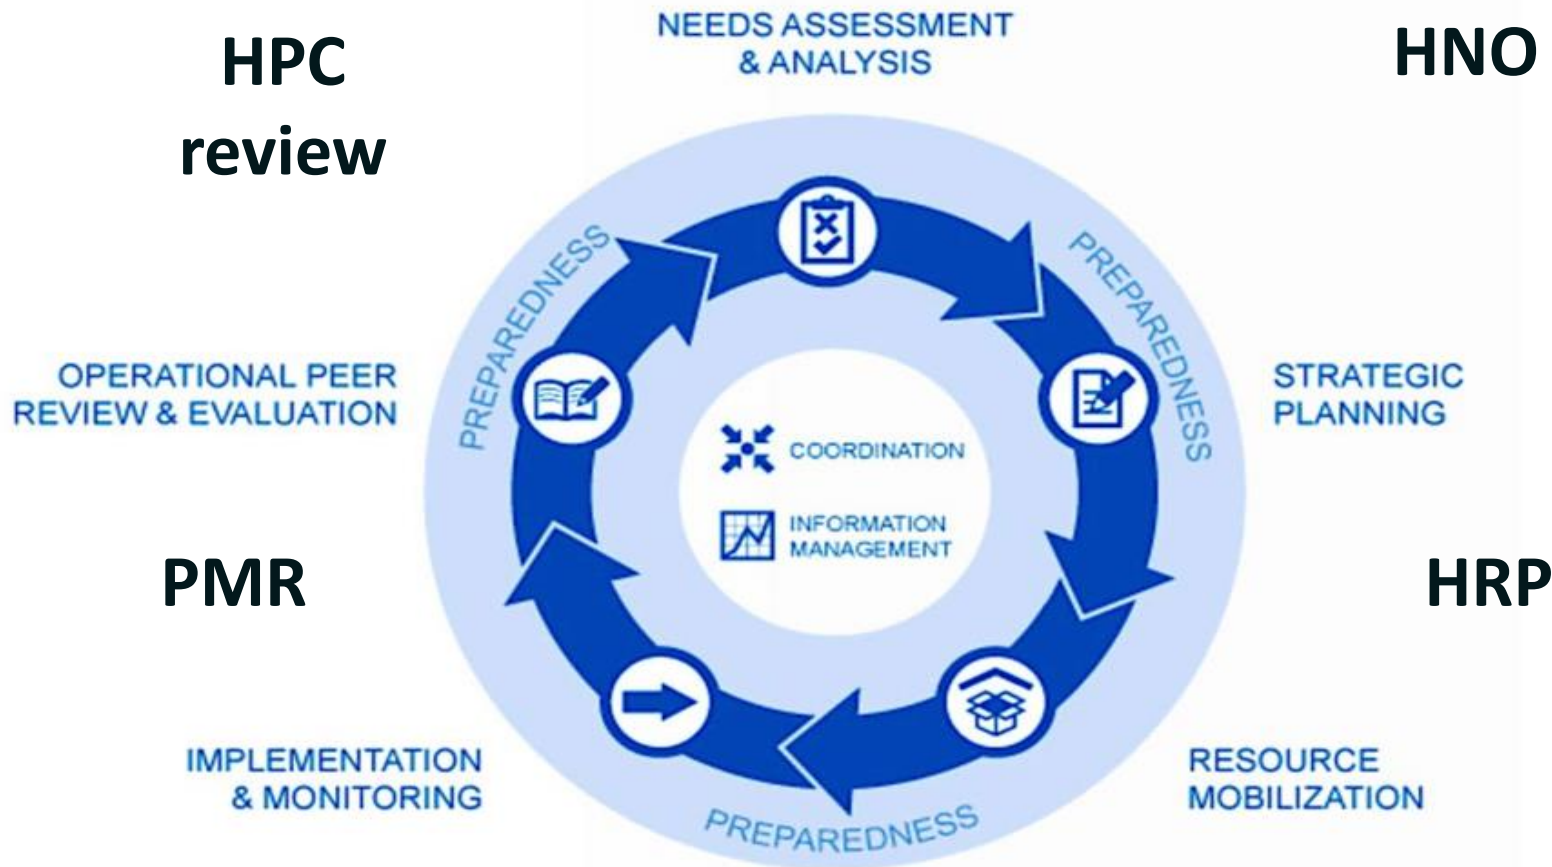 HPC
review
NEEDS ASSESSMENT
& ANALYSIS
HNO
PREPAREDNESS
PREPAREDNESS
OPERATIONAL PEER
REVIEW & EVALUATION
STRATEGIC
PLANNING
COORDINATION
INFORMATION
MANAGEMENT
PMR
HRP
IMPLEMENTATION
& MONITORING
RESOURCE
MOBILIZATION
PREPAREDNESS